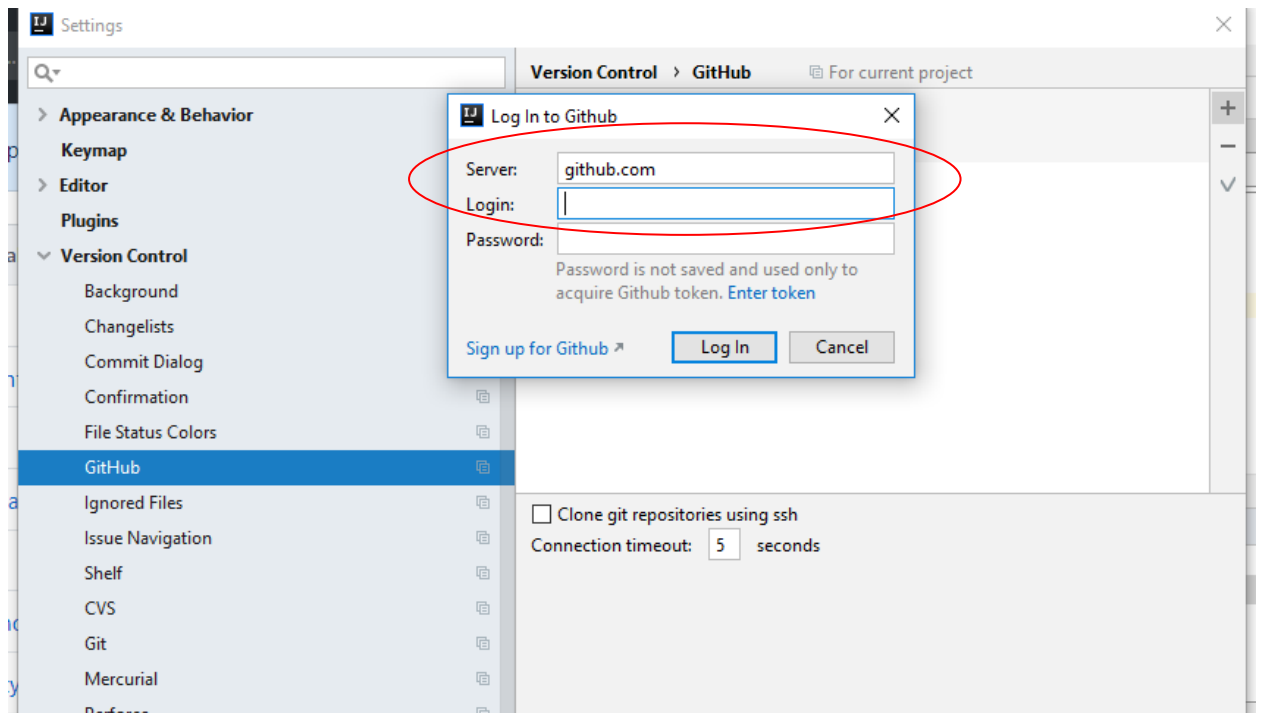 Settings
Version Control › GitHub For current project
Appearance & Behavior
Keymap
Editor
Plugins
Version Control
Background
Changelists
Commit Dialog
Confirmation
File Status Colors
GitHub
Ignored Files
Issue Navigation
Shelf
CVS
Git
Mercurial
IJ Log In to Github
Server: github.com
Login:
Password:
Password is not saved and used only to
acquire Github token. Enter token
Sign up for Github Log In Cancel
Clone git repositories using ssh
Connection timeout: 5 seconds